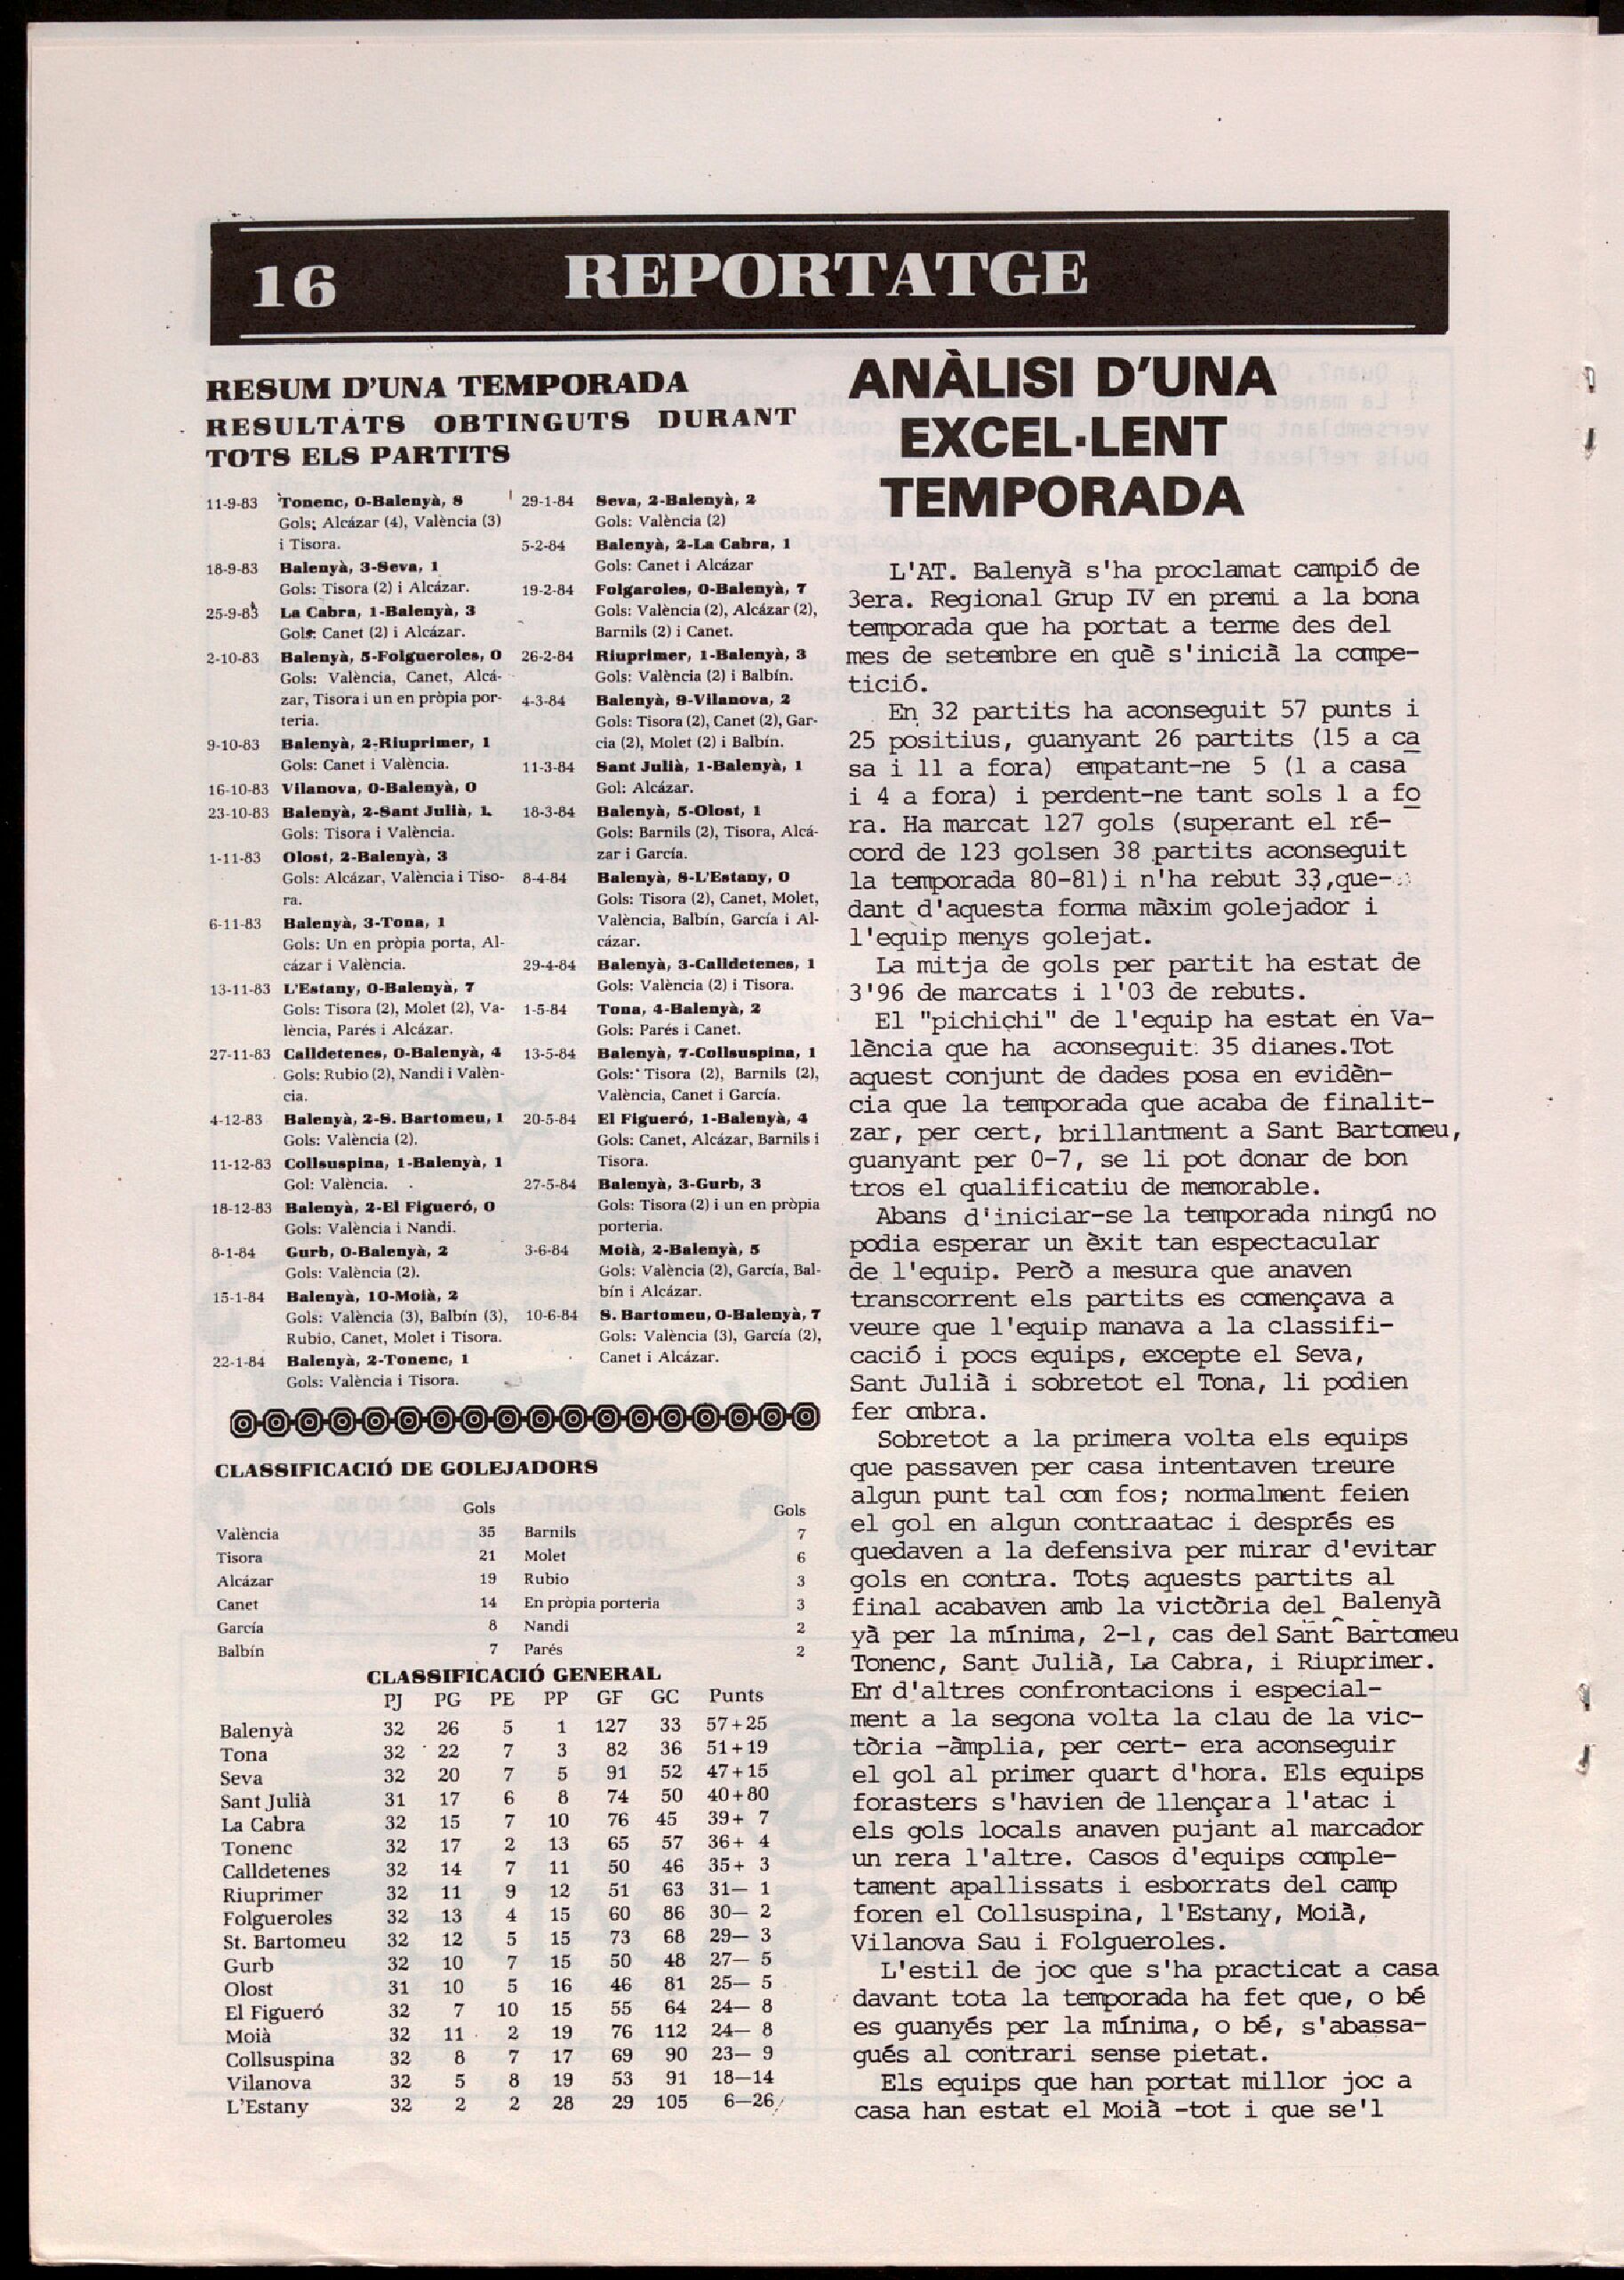 16 REPORTATGE
RESUM D'UNA TEMPORADA
RESULTATS OBTINGUTS DURANT
TOTS ELS PARTITS
11-9-83 Tonenc, 0-Balenyà, 8
Gols: Alcázar (4), València (3)
i Tisora.
18-9-83 Balenyà, 3-Seva, 1
Gols: Tisora (2) i Alcázar.
25-9-83 La Cabra, 1-Balenyà, 3
Gols: Canet (2) i Alcázar.
2-10-83 Balenyà, 5-Folgueroles, 0
Gols: València, Canet, Alcá-
zar, Tisora i un en pròpia por-
teria.
9-10-83 Balenyà, 2-Riuprimer, 1
Gols: Canet i València.
16-10-83 Vilanova, 0-Balenyà, 0
23-10-83 Balenyà, 2-Sant Julià, 1.
Gols: Tisora i València.
1-11-83 Olost, 2-Balenyà, 3
Gols: Alcázar, València i Tiso-
ra.
6-11-83 Balenyà, 3-Tona, 1
Gols: Un en pròpia porta, Al-
cázar i València.
13-11-83 L'Estany, 0-Balenyà, 7
Gols: Tisora (2), Molet (2), Va-
lència, Parés i Alcázar.
27-11-83 Calldetenes, 0-Balenyà, 4
Gols: Rubio (2), Nandi i Valèn-
cia.
4-12-83 Balenyà, 2-S. Bartomeu, 1
Gols: València (2).
11-12-83 Collsuspina, 1-Balenyà, 1
Gol: València.
18-12-83 Balenyà, 2-El Figueró, 0
Gols: València i Nandi.
8-1-84 Gurb, 0-Balenyà, 2
Gols: València (2).
15-1-84 Balenyà, 10-Moià, 2
Gols: València (3), Balbín (3),
Rubio, Canet, Molet i Tisora.
22-1-84 Balenyà, 2-Tonenc, 1
Gols: València i Tisora.
29-1-84 Seva, 2-Balenyà, 2
Gols: València (2)
5-2-84 Balenyà, 2-La Cabra, 1
Gols: Canet i Alcázar
19-2-84 Folgaroles, 0-Balenyà, 7
Gols: València (2), Alcázar (2),
Barnils (2) i Canet.
26-2-84 Riuprimer, 1-Balenyà, 3
Gols: València (2) i Balbín.
4-3-84 Balenyà, 9-Vilanova, 2
Gols: Tisora (2), Canet (2), Gar-
cia (2), Molet (2) i Balbín.
11-3-84 Sant Julià, 1-Balenyà, 1
Gol: Alcázar.
18-3-84 Balenyà, 5-Olost, 1
Gols: Barnils (2), Tisora, Alcá-
zar i García.
8-4-84 Balenyà, 8-L'Estany, 0
Gols: Tisora (2), Canet, Molet,
València, Balbín, García i Al-
cázar.
29-4-84 Balenyà, 3-Calldetenes, 1
Gols: València (2) i Tisora.
1-5-84 Tona, 4-Balenyà, 2
Gols: Parés i Canet.
13-5-84 Balenyà, 7-Collsuspina, 1
Gols: Tisora (2), Barnils (2),
València, Canet i García.
20-5-84 El Figueró, 1-Balenyà, 4
Gols: Canet, Alcázar, Barnils i
Tisora.
27-5-84 Balenyà, 3-Gurb, 3
Gols: Tisora (2) i un en pròpia
porteria.
3-6-84 Moià, 2-Balenyà, 5
Gols: València (2), García, Bal-
bín i Alcázar.
10-6-84 S. Bartomeu, 0-Balenyà, 7
Gols: València (3), García (2),
Canet i Alcázar.
CLASSIFICACIÓ DE GOLEJADORS
Gols Gols
València 35 Barnils 7
Tisora 21 Molet 6
Alcázar 19 Rubio 3
Canet 14 En pròpia porteria 3
García 8 Nandi 2
Balbín 7 Parés 2
CLASSIFICACIÓ GENERAL
PJ PG PE PP GF GC Punts
Balenyà 32 26 5 1 127 33 57+25
Tona 32 22 7 3 82 36 51+19
Seva 32 20 7 5 91 52 47+15
Sant Julià 31 17 6 8 74 50 40+80
La Cabra 32 15 7 10 76 45 39+ 7
Tonenc 32 17 2 13 65 57 36+ 4
Calldetenes 32 14 7 11 50 46 35+ 3
Riuprimer 32 11 9 12 51 63 31— 1
Folgueroles 32 13 4 15 60 86 30— 2
St. Bartomeu 32 12 5 15 73 68 29— 3
Gurb 32 10 7 15 50 48 27— 5
Olost 31 10 5 16 46 81 25— 5
El Figueró 32 7 10 15 55 64 24— 8
Moià 32 11 2 19 76 112 24— 8
Collsuspina 32 8 7 17 69 90 23— 9
Vilanova 32 5 8 19 53 91 18—14
L'Estany 32 2 2 28 29 105 6—26
ANÀLISI D'UNA
EXCEL·LENT
TEMPORADA
L'AT. Balenyà s'ha proclamat campió de
3era. Regional Grup IV en premi a la bona
temporada que ha portat a terme des del
mes de setembre en què s'inicià la compe-
tició.
En 32 partits ha aconseguit 57 punts i
25 positius, guanyant 26 partits (15 a ca
sa i 11 a fora) empatant-ne 5 (1 a casa
i 4 a fora) i perdent-ne tant sols 1 a fo
ra. Ha marcat 127 gols (superant el ré-
cord de 123 golsen 38 partits aconseguit
la temporada 80-81)i n'ha rebut 33,que-
dant d'aquesta forma màxim golejador i
l'equip menys golejat.
La mitja de gols per partit ha estat de
3'96 de marcats i 1'03 de rebuts.
El "pichichi" de l'equip ha estat en Va-
lència que ha aconseguit: 35 dianes.Tot
aquest conjunt de dades posa en evidèn-
cia que la temporada que acaba de finalit-
zar, per cert, brillantment a Sant Bartomeu,
guanyant per 0-7, se li pot donar de bon
tros el qualificatiu de memorable.
Abans d'iniciar-se la temporada ningú no
podia esperar un èxit tan espectacular
de l'equip. Però a mesura que anaven
transcorrent els partits es començava a
veure que l'equip manava a la classifi-
cació i pocs equips, excepte el Seva,
Sant Julià i sobretot el Tona, li podien
fer ombra.
Sobretot a la primera volta els equips
que passaven per casa intentaven treure
algun punt tal com fos; normalment feien
el gol en algun contraatac i després es
quedaven a la defensiva per mirar d'evitar
gols en contra. Tots aquests partits al
final acabaven amb la victòria del Balenyà
yà per la mínima, 2-1, cas del Sant Bartomeu
Tonenc, Sant Julià, La Cabra, i Riuprimer.
En d'altres confrontacions i especial-
ment a la segona volta la clau de la vic-
tòria -àmplia, per cert- era aconseguir
el gol al primer quart d'hora. Els equips
forasters s'havien de llençara l'atac i
els gols locals anaven pujant al marcador
un rera l'altre. Casos d'equips comple-
tament apallissats i esborrats del camp
foren el Collsuspina, l'Estany, Moià,
Vilanova Sau i Folgueroles.
L'estil de joc que s'ha practicat a casa
davant tota la temporada ha fet que, o bé
es guanyés per la mínima, o bé, s'abassa-
gués al contrari sense pietat.
Els equips que han portat millor joc a
casa han estat el Moià -tot i que se'l